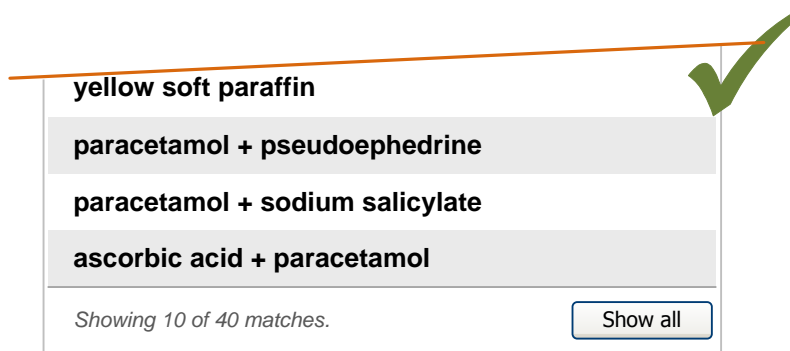 yellow soft paraffin
paracetamol + pseudoephedrine
paracetamol + sodium salicylate
ascorbic acid + paracetamol
Showing 10 of 40 matches.
Show all